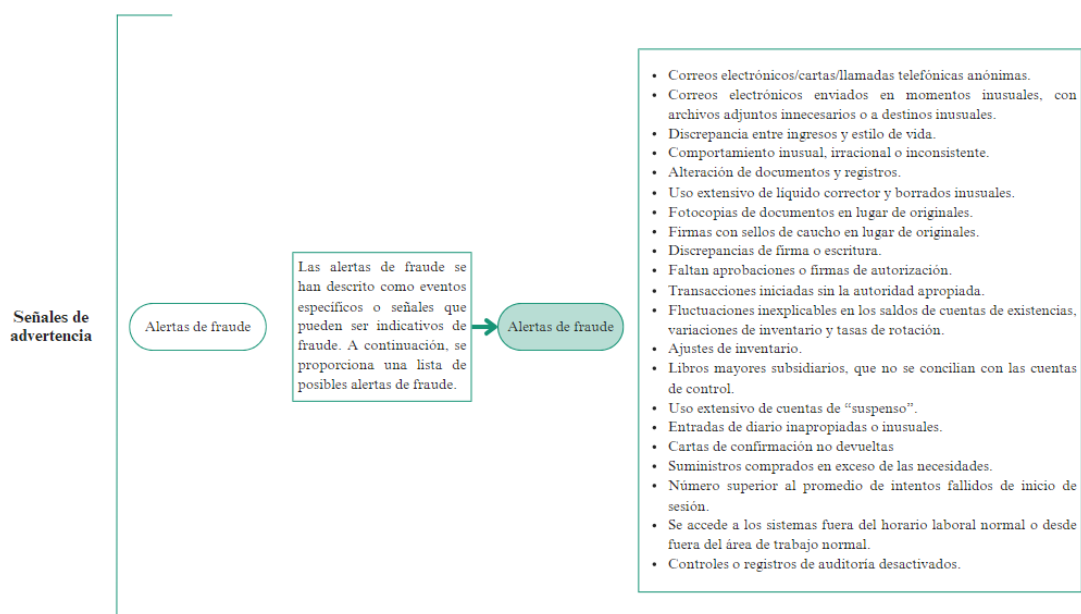 Señales de
advertencia
Alertas de fraude
Las alertas de fraude se
han descrito como eventos
específicos o señales que
pueden ser indicativos de
fraude. A continuación, se
proporciona una lista de
posibles alertas de fraude.
Alertas de fraude
• Correos electrónicos/cartas/llamadas telefónicas anónimas.
• Correos electrónicos enviados en momentos inusuales, con
archivos adjuntos innecesarios o a destinos inusuales.
• Discrepancia entre ingresos y estilo de vida.
• Comportamiento inusual, irracional o inconsistente.
• Alteración de documentos y registros.
• Uso extensivo de líquido corrector y borrados inusuales.
• Fotocopias de documentos en lugar de originales.
• Firmas con sellos de caucho en lugar de originales.
• Discrepancias de firma o escritura.
• Faltan aprobaciones o firmas de autorización.
• Transacciones iniciadas sin la autoridad apropiada.
• Fluctuaciones inexplicables en los saldos de cuentas de existencias,
variaciones de inventario y tasas de rotación.
• Ajustes de inventario.
• Libros mayores subsidiarios, que no se concilian con las cuentas
de control.
• Uso extensivo de cuentas de “suspenso”.
• Entradas de diario inapropiadas o inusuales.
• Cartas de confirmación no devueltas
• Suministros comprados en exceso de las necesidades.
• Número superior al promedio de intentos fallidos de inicio de
sesión.
• Se accede a los sistemas fuera del horario laboral normal o desde
fuera del área de trabajo normal.
• Controles o registros de auditoría desactivados.